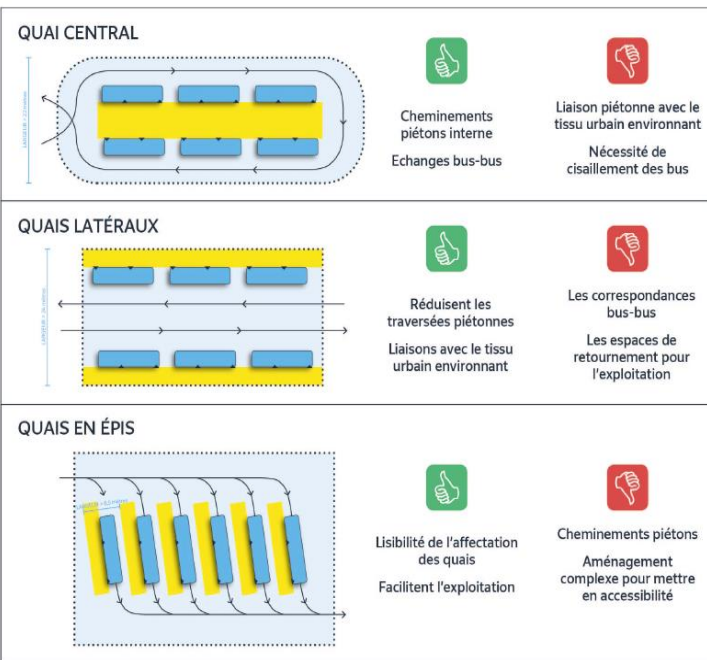 QUAI CENTRAL
Cheminements
piétons interne
Echanges bus-bus
Liaison piétonne avec le
tissu urbain environnant
Nécessité de
cisaillement des bus
QUAIS LATÉRAUX
Réduisent les
traversées piétonnes
Liaisons avec le tissu
urbain environnant
Les correspondances
bus-bus
Les espaces de
retournement pour
l'exploitation
QUAIS EN ÉPIS
Lisibilité de l'affectation
des quais
Facilitent l'exploitation
Cheminements piétons
Aménagement
complexe pour mettre
en accessibilité